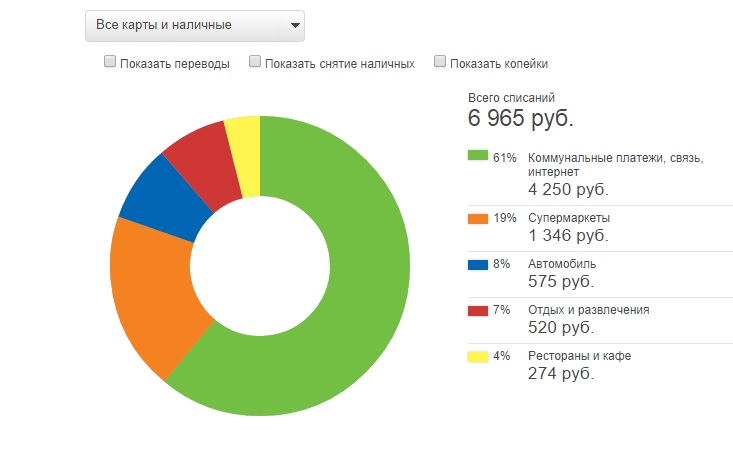 Все карты и наличные
Показать переводы Показать снятие наличных Показать копейки
Всего списаний
6 965 руб.
61% Коммунальные платежи, связь,
интернет
4 250 руб.
19% Супермаркеты
1 346 руб.
8% Автомобиль
575 руб.
7% Отдых и развлечения
520 руб.
4% Рестораны и кафе
274 руб.